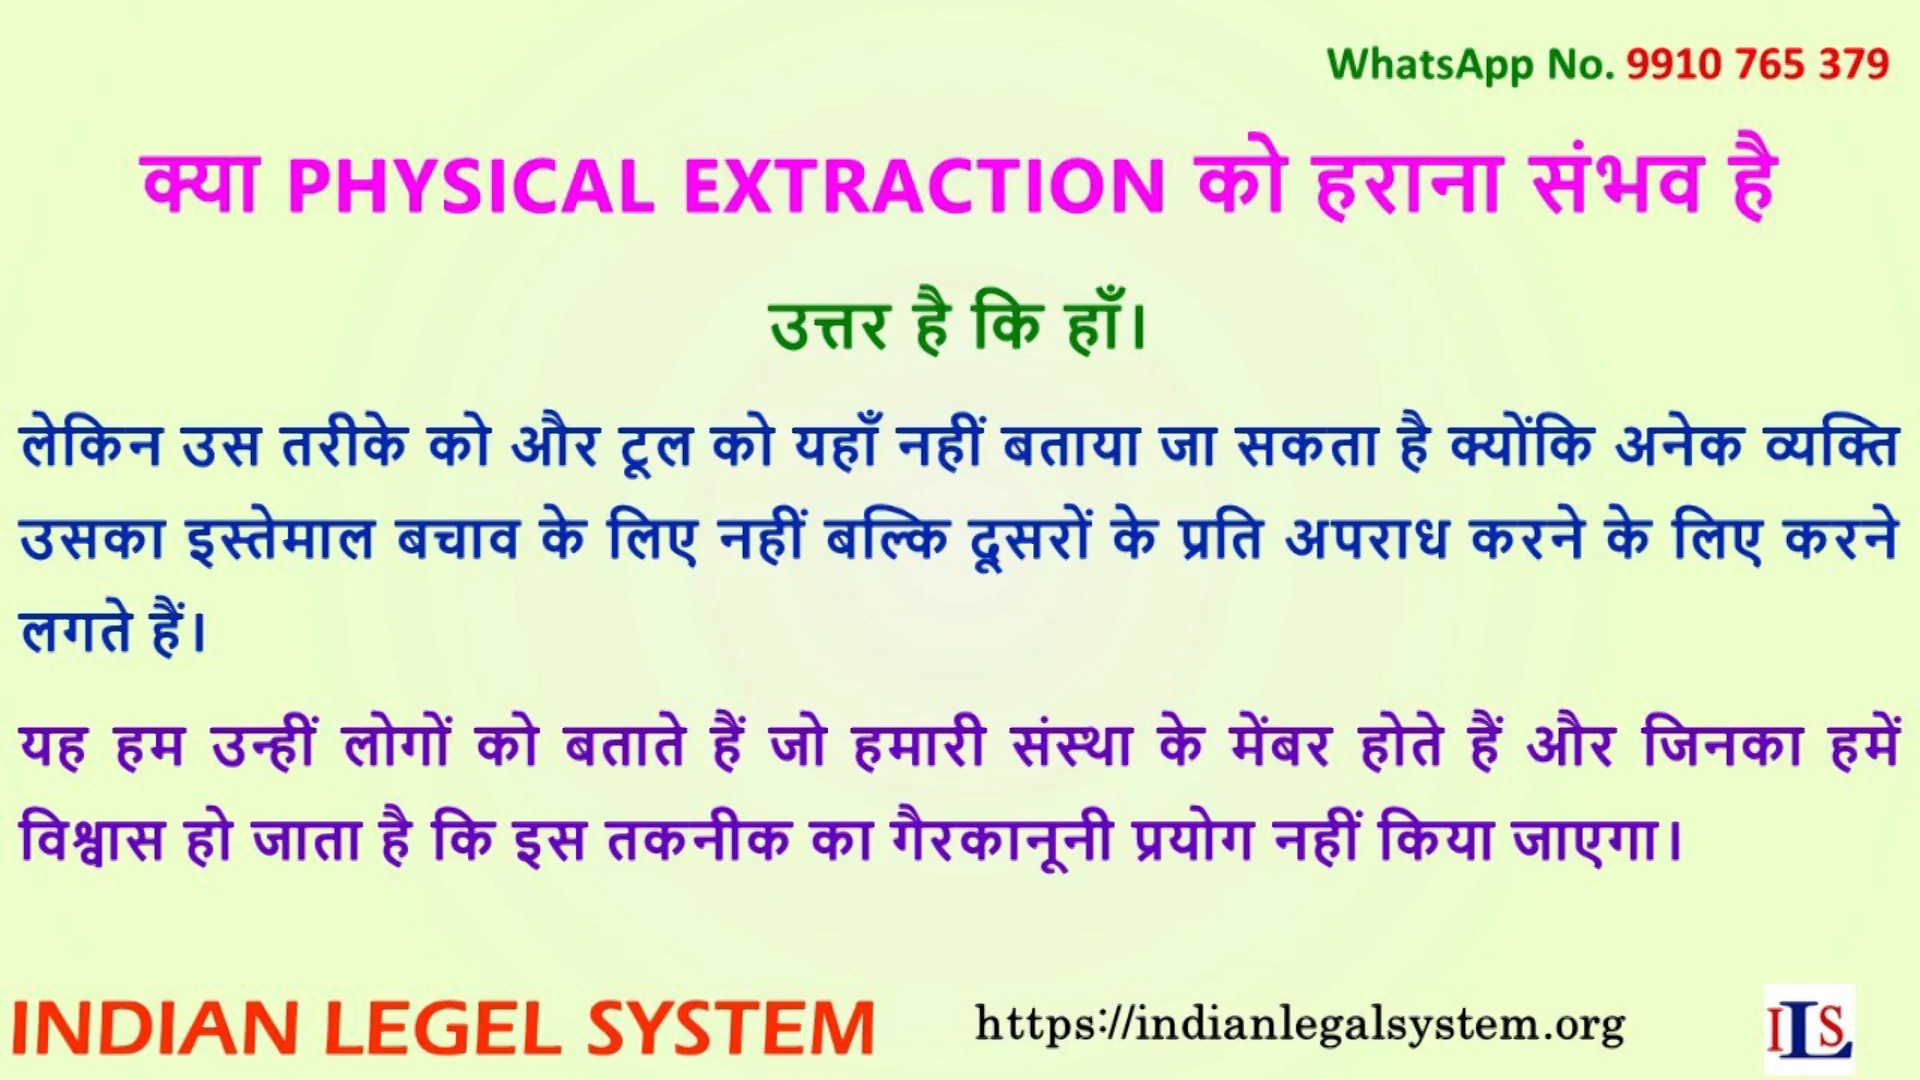 WhatsApp No. 9910 765 379
क्या PHYSICAL EXTRACTION को हराना संभव है
उत्तर है कि हाँ।
लेकिन उस तरीके को और टूल को यहाँ नहीं बताया जा सकता है क्योंकि अनेक व्यक्ति
उसका इस्तेमाल बचाव के लिए नहीं बल्कि दूसरों के प्रति अपराध करने के लिए करने
लगते हैं।
यह हम उन्हीं लोगों को बताते हैं जो हमारी संस्था के मेंबर होते हैं और जिनका हमें
विश्वास हो जाता है कि इस तकनीक का गैरकानूनी प्रयोग नहीं किया जाएगा।
INDIAN LEGEL SYSTEM https://indianlegalsystem.org ILS